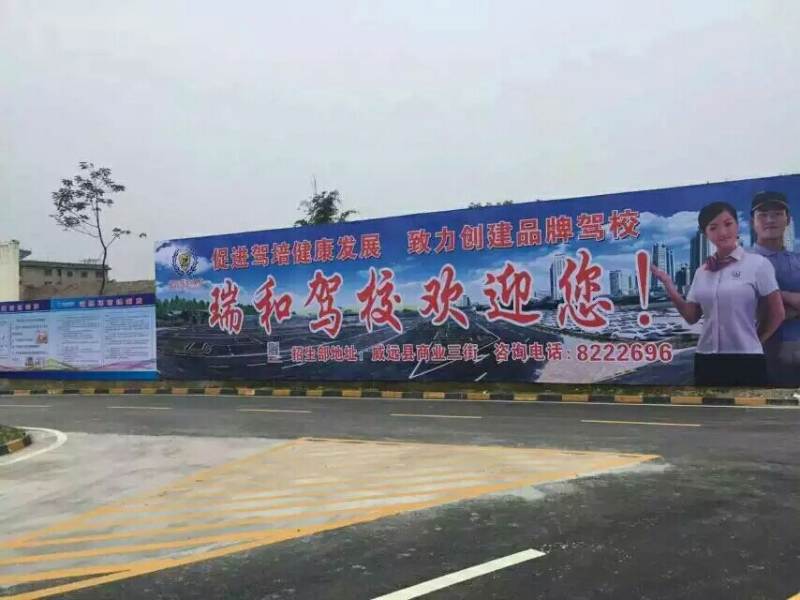 促进驾培健康发展 致力创建品牌驾校
瑞和驾校欢迎您!
招生部地址:威远县商业三街 咨询电话:8222696